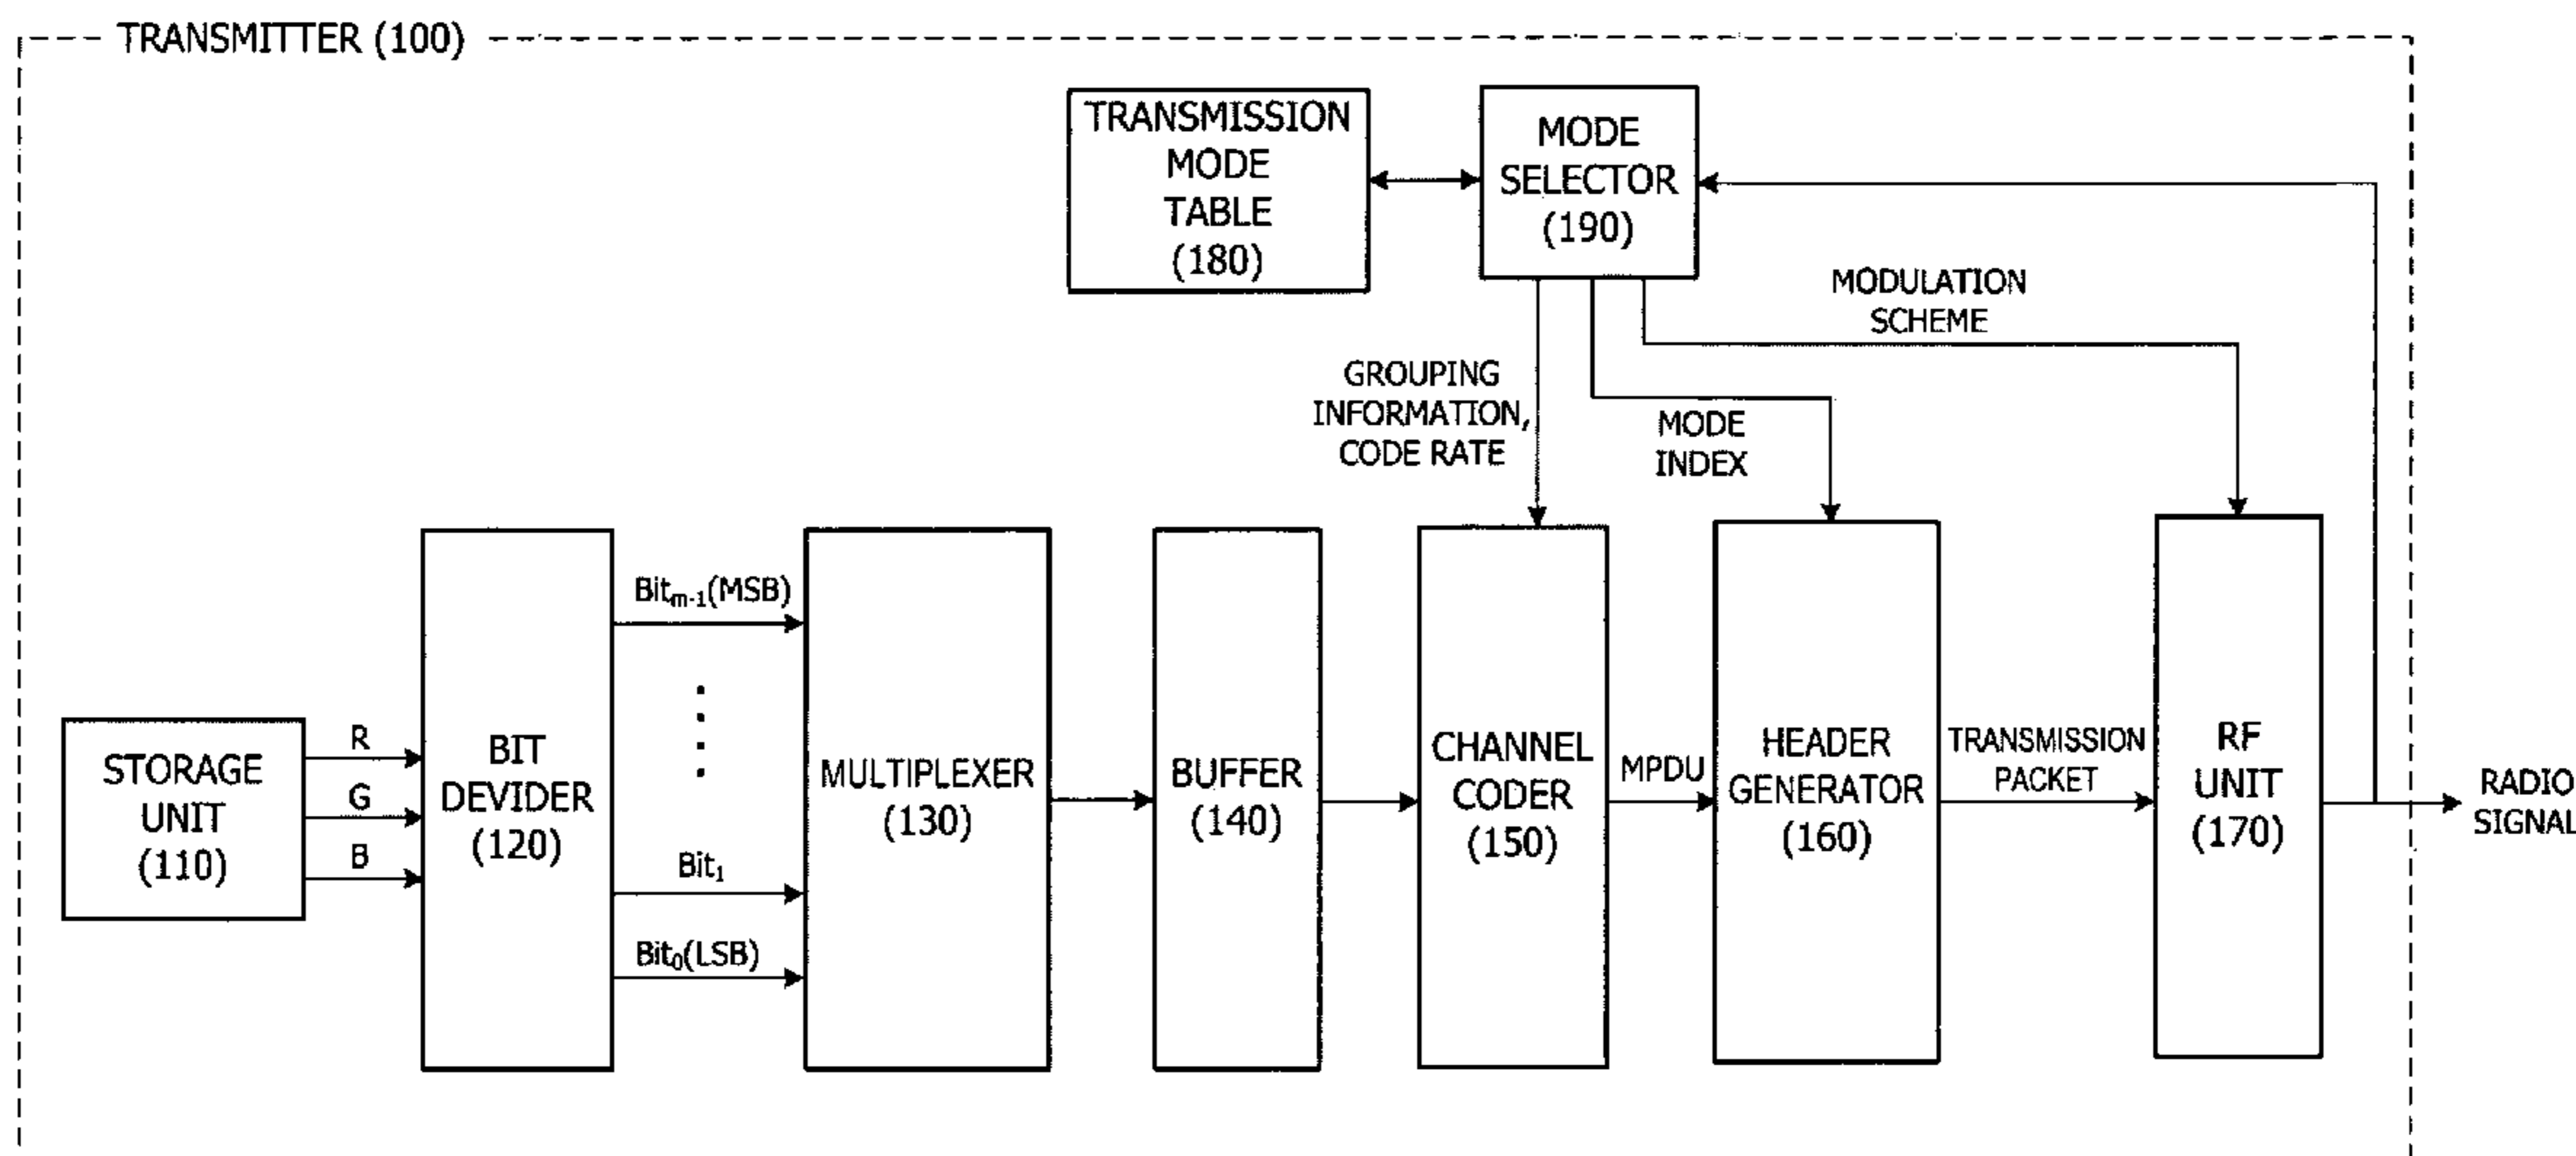 TRANSMITTER (100)
TRANSMISSION
MODE
TABLE
(180)
MODE
SELECTOR
(190)
MODULATION
SCHEME
GROUPING
INFORMATION,
CODE RATE
MODE
INDEX
STORAGE
UNIT
(110)
R
G
B
BIT
DEVIDER
(120)
Bitm-1(MSB)
Bit1
Bit0(LSB)
MULTIPLEXER
(130)
BUFFER
(140)
CHANNEL
CODER
(150)
MPDU
HEADER
GENERATOR
(160)
TRANSMISSION
PACKET
RF
UNIT
(170)
RADIO
SIGNAL